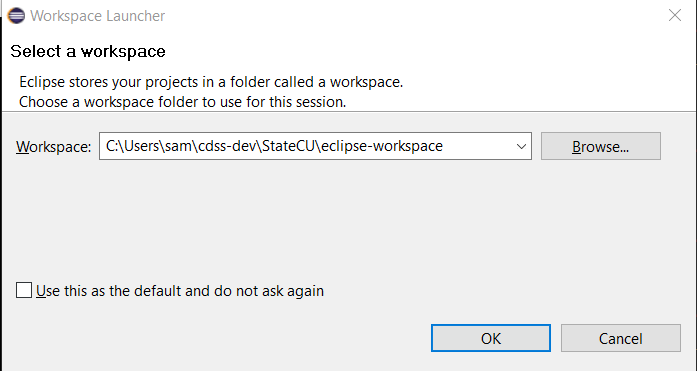 Workspace Launcher
Select a workspace
Eclipse stores your projects in a folder called a workspace.
Choose a workspace folder to use for this session.
Workspace: C:\Users\sam\cdss-dev\StateCU\eclipse-workspace Browse...
Use this as the default and do not ask again
OK Cancel